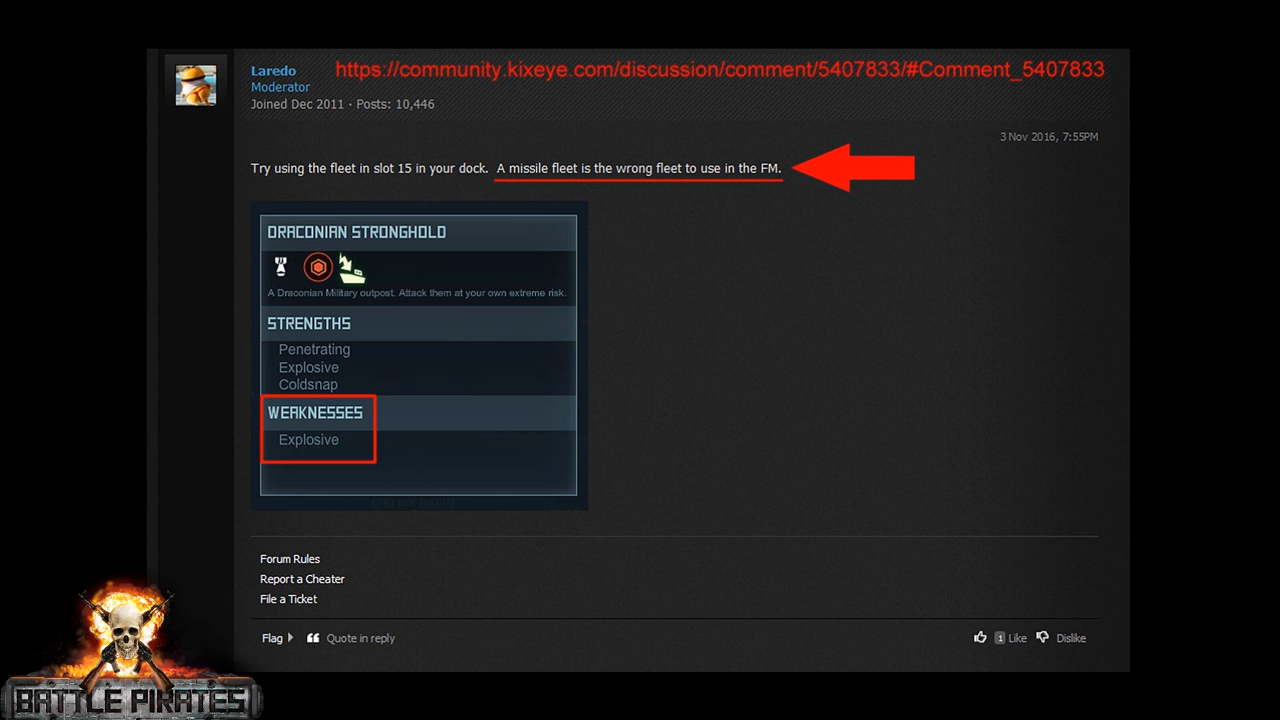 Laredo
https://community.kixeye.com/discussion/comment/5407833/#Comment_5407833
Moderator
Joined Dec 2011 · Posts: 10,446
3 Nov 2016, 7:55PM
Try using the fleet in slot 15 in your dock. A missile fleet is the wrong fleet to use in the FM.
DRACONIAN STRONGHOLD
A Draconian Military outpost. Attack them at your own extreme risk.
STRENGTHS
Penetrating
Explosive
Coldsnap
WEAKNESSES
Explosive
Forum Rules
Report a Cheater
File a Ticket
Flag Quote in reply 1 Like Dislike
BATTLE PIRATES